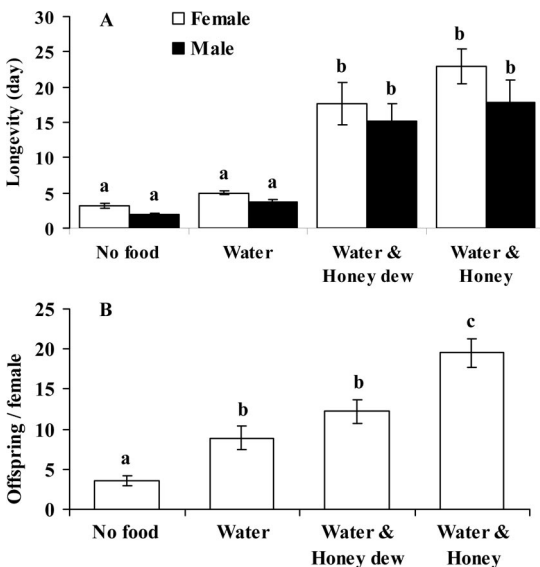 A
Female
Male
Longevity (day)
30
25
20
15
10
5
0
a
a
a
a
b
b
b
b
No food
Water
Water &
Honey dew
Water &
Honey
B
Offspring / female
25
20
15
10
5
0
a
b
b
c
No food
Water
Water &
Honey dew
Water &
Honey